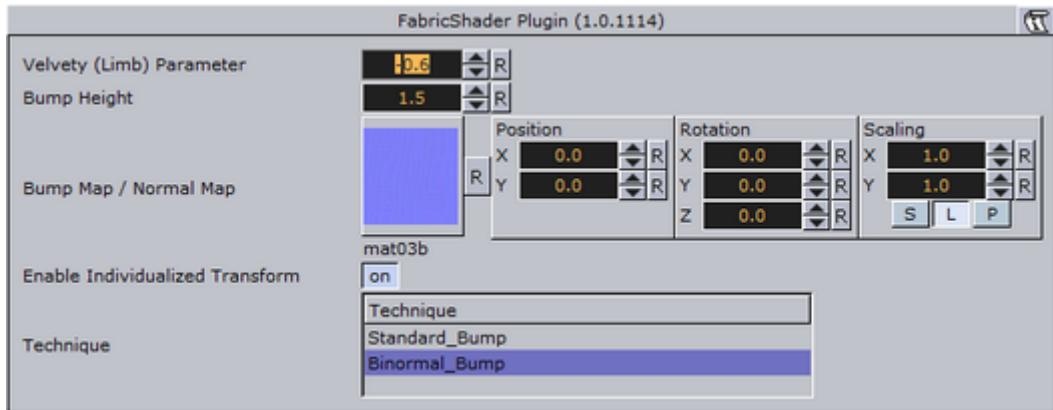 FabricShader Plugin (1.0.1114)
Velvety (Limb) Parameter -0.6 R
Bump Height 1.5 R
Position Rotation Scaling
X 0.0 R X 0.0 R X 1.0 R
Bump Map / Normal Map R Y 0.0 R Y 0.0 R Y 1.0 R
Z 0.0 R S L P
mat03b
Enable Individualized Transform on
Technique
Technique Standard_Bump
Binormal_Bump